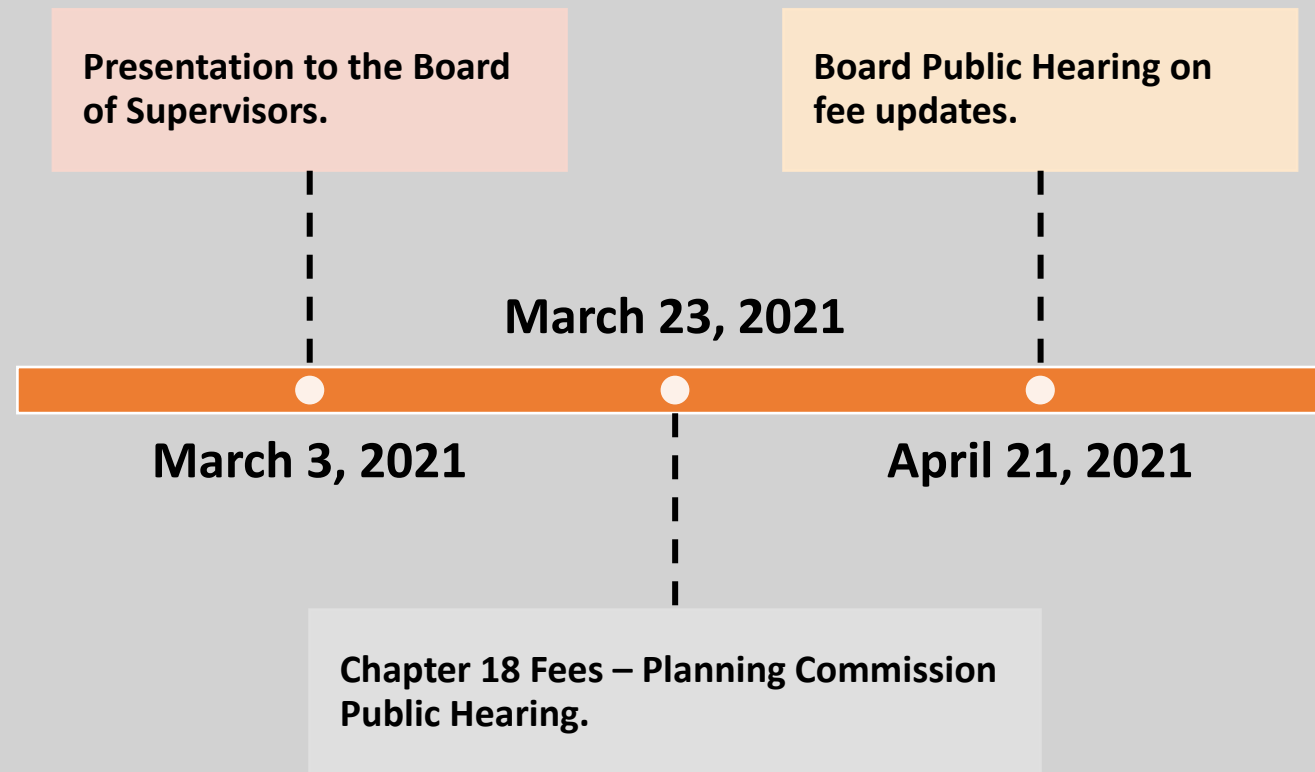 Presentation to the Board
of Supervisors.
Board Public Hearing on
fee updates.
March 23, 2021
March 3, 2021
April 21, 2021
Chapter 18 Fees – Planning Commission
Public Hearing.